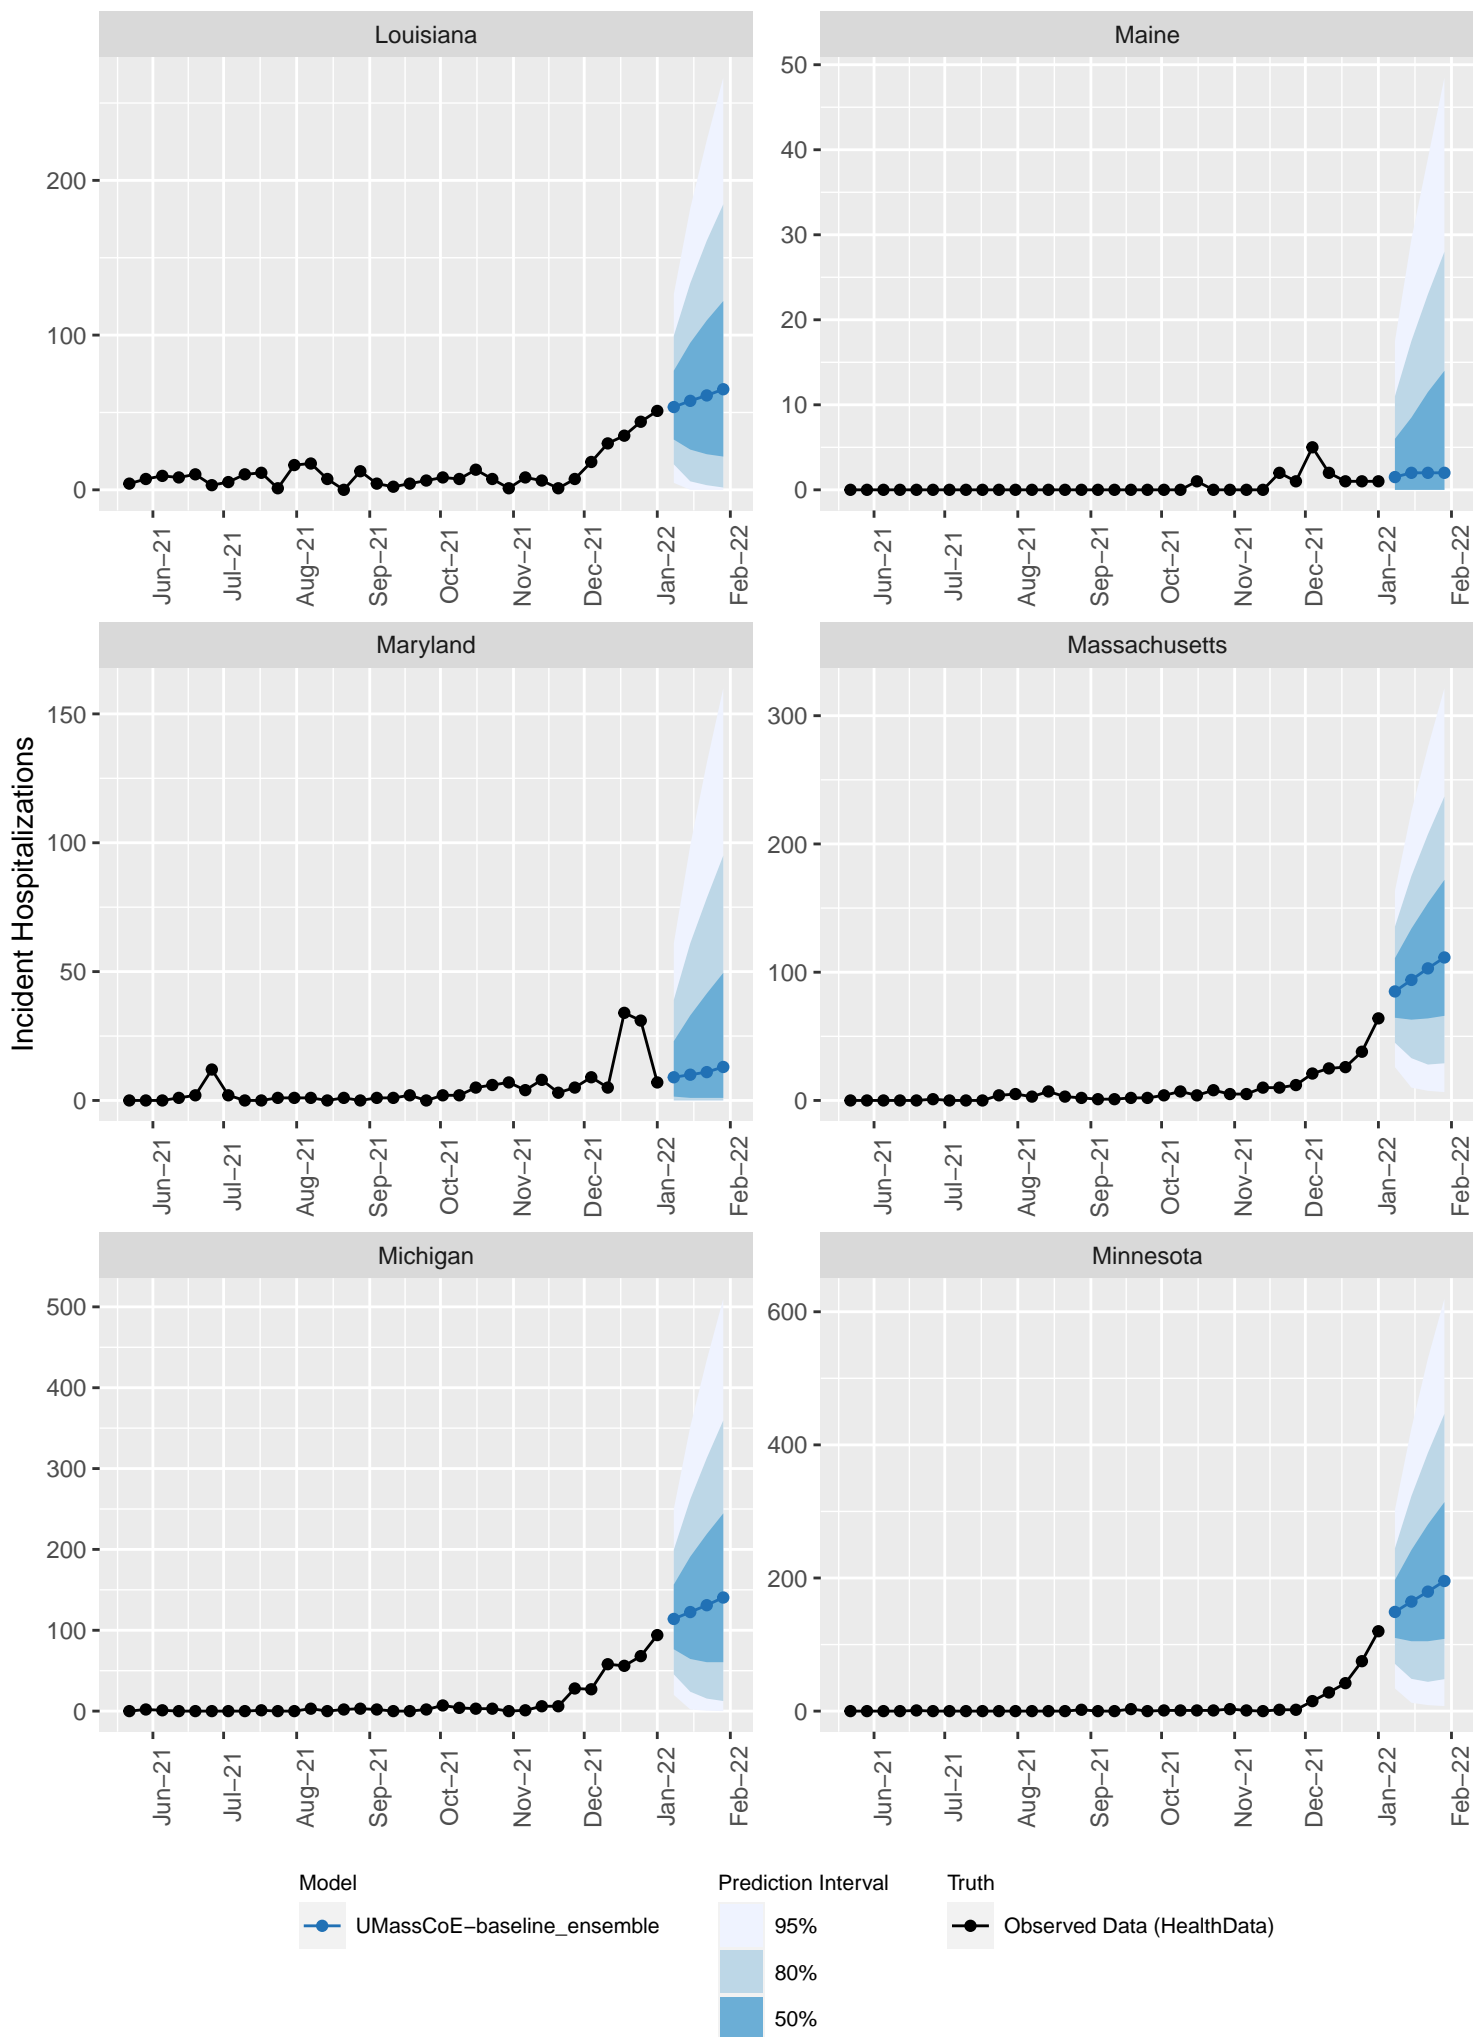 Louisiana
Maine
200
100
0
50
40
30
20
10
0
Jun−21
Jul−21
Aug−21
Sep−21
Oct−21
Nov−21
Dec−21
Jan−22
Feb−22
Jun−21
Jul−21
Aug−21
Sep−21
Oct−21
Nov−21
Dec−21
Jan−22
Feb−22
Incident Hospitalizations
Maryland
Massachusetts
150
100
50
0
300
200
100
0
Jun−21
Jul−21
Aug−21
Sep−21
Oct−21
Nov−21
Dec−21
Jan−22
Feb−22
Jun−21
Jul−21
Aug−21
Sep−21
Oct−21
Nov−21
Dec−21
Jan−22
Feb−22
Michigan
Minnesota
500
400
300
200
100
0
600
400
200
0
Jun−21
Jul−21
Aug−21
Sep−21
Oct−21
Nov−21
Dec−21
Jan−22
Feb−22
Jun−21
Jul−21
Aug−21
Sep−21
Oct−21
Nov−21
Dec−21
Jan−22
Feb−22
Model
UMassCoE−baseline_ensemble
Prediction Interval
95%
80%
50%
Truth
Observed Data (HealthData)